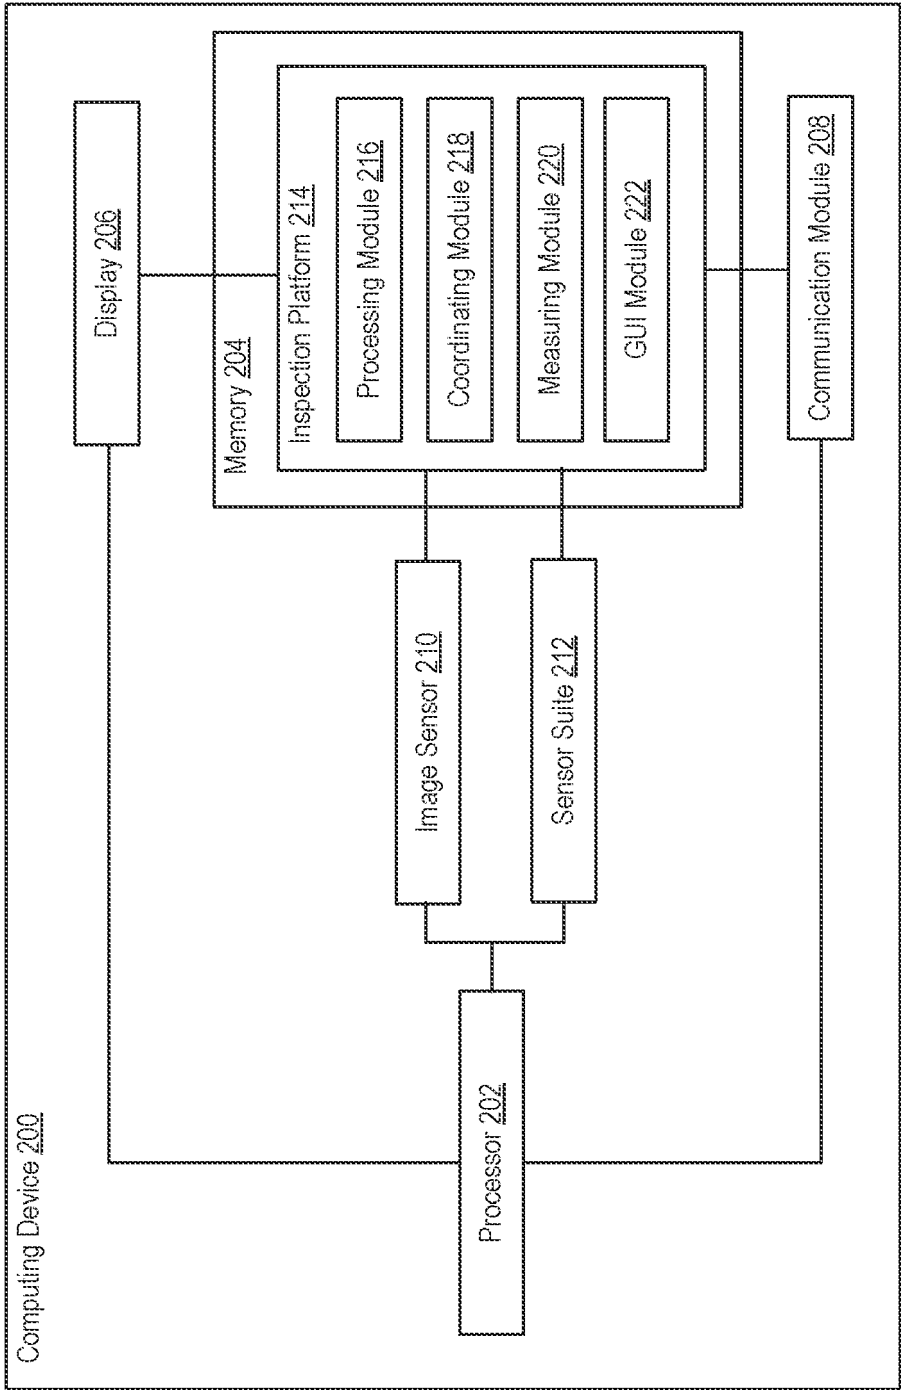 Computing Device 200
Display 206
Memory 204
Inspection Platform 214
Processing Module 216
Coordinating Module 218
Measuring Module 220
GUI Module 222
Image Sensor 210
Sensor Suite 212
Processor 202
Communication Module 208